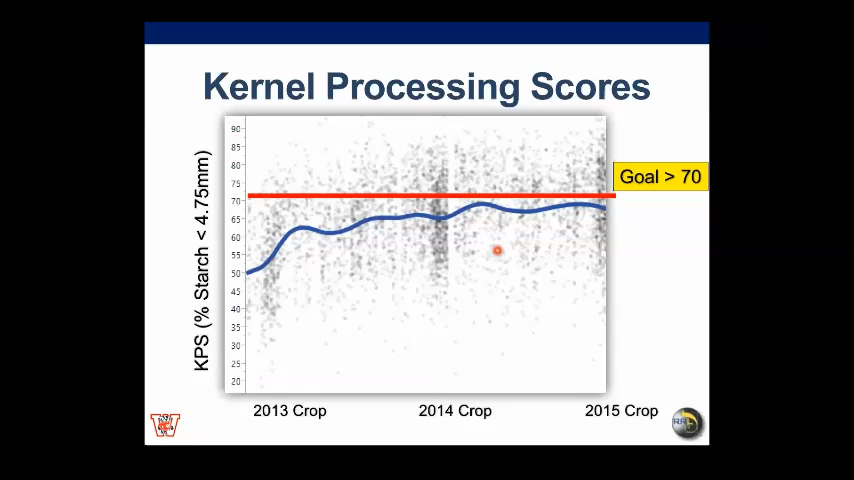 Kernel Processing Scores
KPS (% Starch < 4.75mm)
90
85
80
75
70
65
60
55
50
45
40
35
30
25
20
Goal > 70
2013 Crop
2014 Crop
2015 Crop
W
RRL